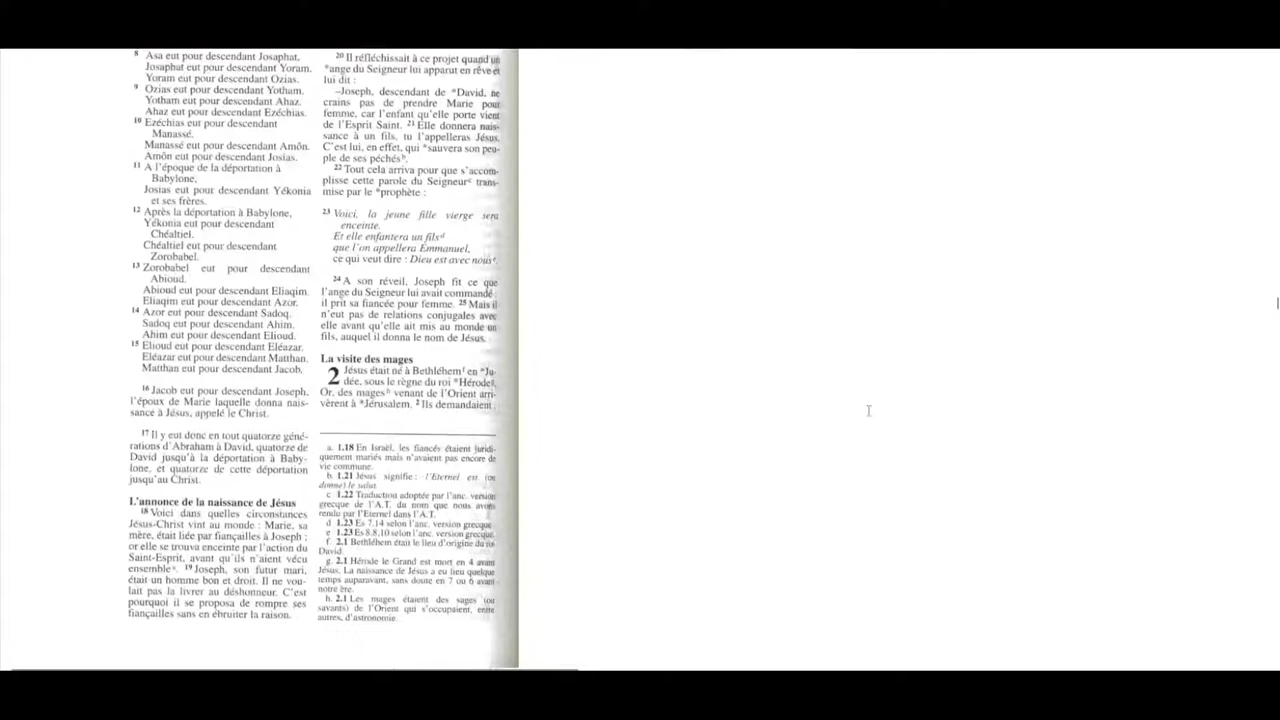 8 Asa eut pour descendant Josaphat,
Josaphat eut pour descendant Yoram.
Yoram eut pour descendant Ozias.
9 Ozias eut pour descendant Yotham.
Yotham eut pour descendant Ahaz.
Ahaz eut pour descendant Ezéchias.
10 Ezéchias eut pour descendant
Manassé.
Manassé eut pour descendant Amôn.
Amôn eut pour descendant Josias.
11 A l'époque de la déportation à
Babylone,
Josias eut pour descendant Yékonia
et ses frères.
12 Après la déportation à Babylone,
Yékonia eut pour descendant
Chéaltiel.
Chéaltiel eut pour descendant
Zorobabel.
13 Zorobabel eut pour descendant
Abioud.
Abioud eut pour descendant Eliaqim.
Eliaqim eut pour descendant Azor.
14 Azor eut pour descendant Sadoq.
Sadoq eut pour descendant Ahim.
Ahim eut pour descendant Elioud.
15 Elioud eut pour descendant Eléazar.
Eléazar eut pour descendant Matthan.
Matthan eut pour descendant Jacob.
16 Jacob eut pour descendant Joseph,
l'époux de Marie laquelle donna nais-
sance à Jésus, appelé le Christ.
17 Il y eut donc en tout quatorze géné-
rations d'Abraham à David, quatorze de
David jusqu'à la déportation à Baby-
lone, et quatorze de cette déportation
jusqu'au Christ.
L'annonce de la naissance de Jésus
18 Voici dans quelles circonstances
Jésus-Christ vint au monde : Marie, sa
mère, était liée par fiançailles à Joseph ;
or elle se trouva enceinte par l'action du
Saint-Esprit, avant qu'ils n'aient vécu
ensemble a. 19 Joseph, son futur mari,
était un homme bon et droit. Il ne vou-
lait pas la livrer au déshonneur. C'est
pourquoi il se proposa de rompre ses
fiançailles sans en ébruiter la raison.
20 Il réfléchissait à ce projet quand un
*ange du Seigneur lui apparut en rêve et
lui dit :
–Joseph, descendant de *David, ne
crains pas de prendre Marie pour
femme, car l'enfant qu'elle porte vient
de l'Esprit Saint. 21 Elle donnera nais-
sance à un fils, tu l'appelleras Jésus.
C'est lui, en effet, qui *sauvera son peu-
ple de ses péchés b.
22 Tout cela arriva pour que s'accom-
plisse cette parole du Seigneur c trans-
mise par le *prophète :
23 Voici, la jeune fille vierge sera
enceinte.
Et elle enfantera un fils d
que l'on appellera Emmanuel,
ce qui veut dire : Dieu est avec nous e.
24 A son réveil, Joseph fit ce que
l'ange du Seigneur lui avait commandé :
il prit sa fiancée pour femme. 25 Mais il
n'eut pas de relations conjugales avec
elle avant qu'elle ait mis au monde un
fils, auquel il donna le nom de Jésus.
La visite des mages
2 Jésus était né à Bethléhem f en *Ju-
dée, sous le règne du roi *Hérode g.
Or, des mages h venant de l'Orient arri-
vèrent à *Jérusalem. 2 Ils demandaient :
a. 1.18 En Israël, les fiancés étaient juridi-
quement mariés mais n'avaient pas encore de
vie commune.
b. 1.21 Jésus signifie : l'Eternel est (ou
donne) le salut.
c 1.22 Traduction adoptée par l'anc. version
grecque de l'A.T. du nom que nous avons
rendu par l'Eternel dans l'A.T.
d 1.23 Es 7.14 selon l'anc. version grecque.
e 1.23 Es 8.8,10 selon l'anc. version grecque.
f. 2.1 Bethléhem était le lieu d'origine du roi
David.
g. 2.1 Hérode le Grand est mort en 4 avant
Jésus. La naissance de Jésus a eu lieu quelque
temps auparavant, sans doute en 7 ou 6 avant
notre ère.
h. 2.1 Les mages étaient des sages (ou
savants) de l'Orient qui s'occupaient, entre
autres, d'astronomie.